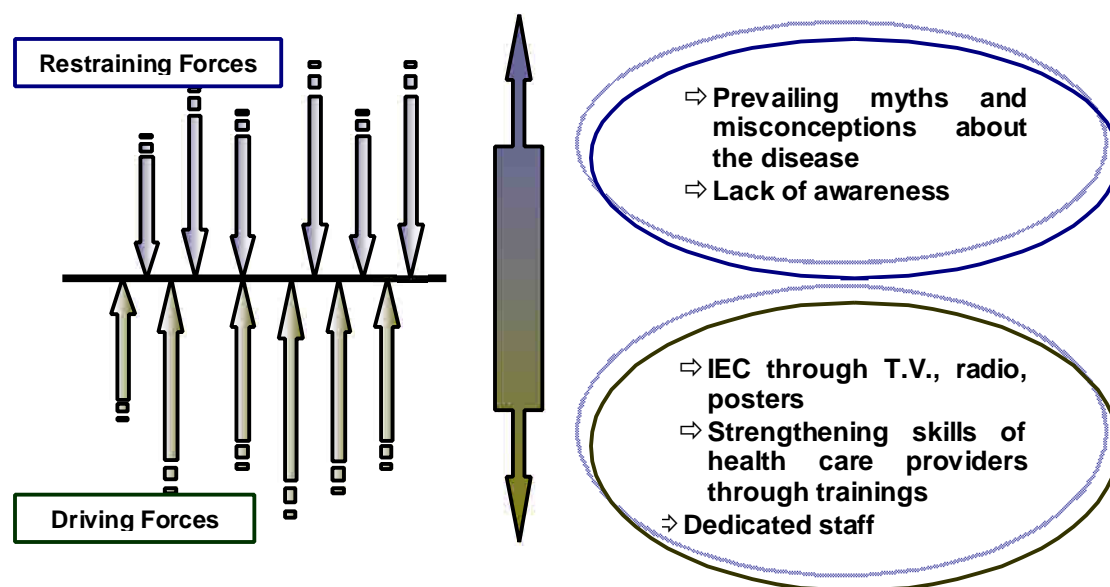 Restraining Forces
⇨ Prevailing myths and
misconceptions about
the disease
⇨ Lack of awareness
⇨ IEC through T.V., radio,
posters
⇨ Strengthening skills of
health care providers
through trainings
⇨ Dedicated staff
Driving Forces